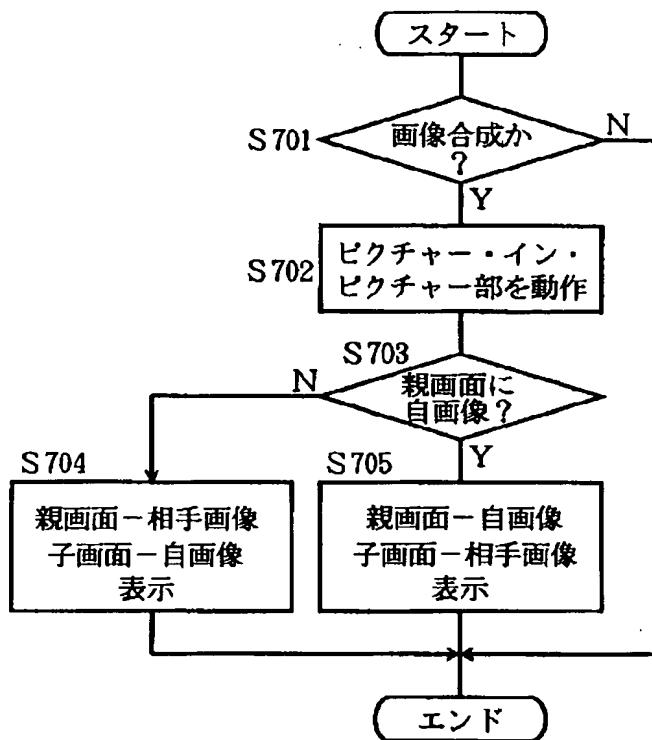 スタート
S701
画像合成か
?
N
Y
S702
ピクチャー・イン・
ピクチャー部を動作
S703
親画面に
自画像?
N
Y
S704
親画面－相手画像
子画面－自画像
表示
S705
親画面－自画像
子画面－相手画像
表示
エンド